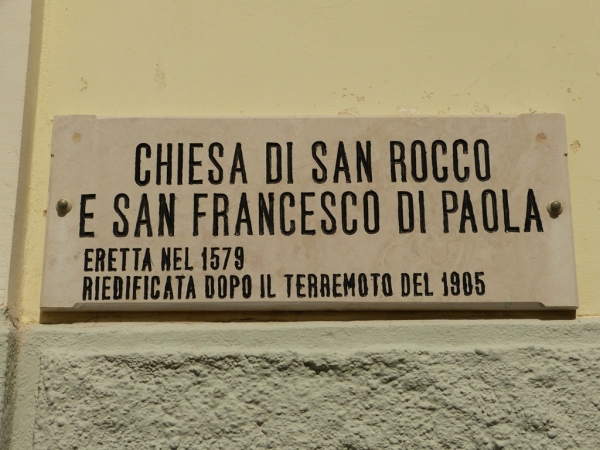 CHIESA DI SAN ROCCO
E SAN FRANCESCO DI PAOLA
ERETTA NEL 1579
RIEDIFICATA DOPO IL TERREMOTO DEL 1905